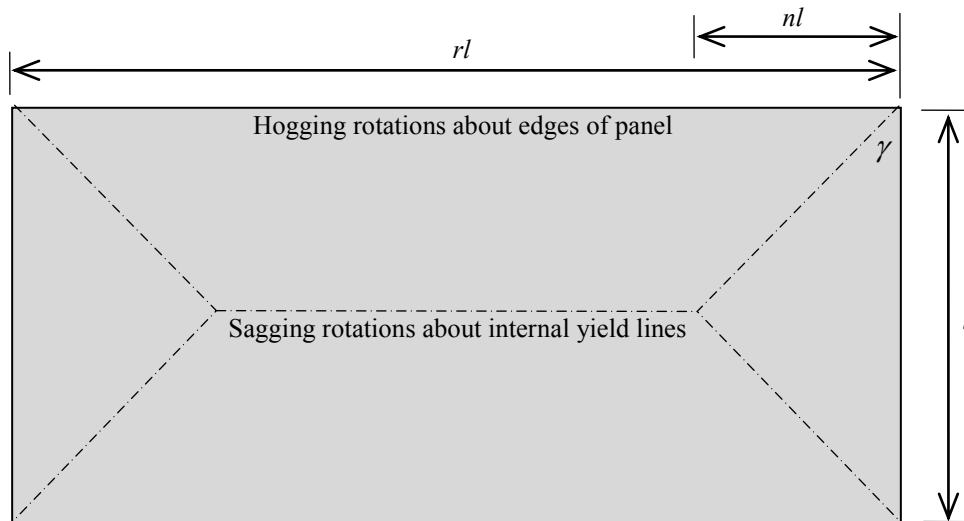 nl
rl
Hogging rotations about edges of panel
γ
Sagging rotations about internal yield lines